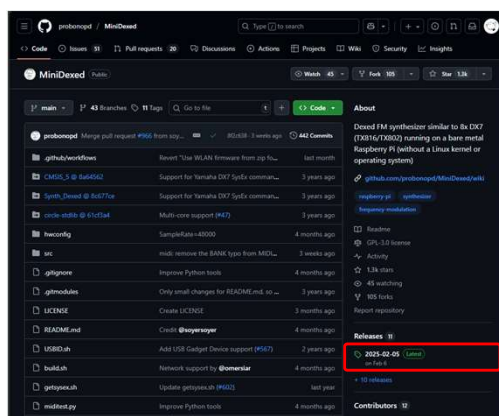 probonopd / MiniDexed
Type / to search
Code Issues 51 Pull requests 20 Discussions Actions Projects Wiki Security Insights
MiniDexed Public
Watch 45 Fork 105 Star 1.3k
main 43 Branches 11 Tags Go to file t + Code
probonopd Merge pull request #966 from soy... 3 weeks ago 442 Commits
.github/workflows Revert "Use WLAN firmware from zip fo... last month
CMSIS_5 @ 8a64562 Support for Yamaha DX7 SysEx comman... 3 years ago
Synth_Dexed @ 8c677ce Support for Yamaha DX7 SysEx comman... 3 years ago
circle-stdlib @ 61cf3a4 Multi-core support (#47) 3 years ago
hwconfig SampleRate=48000 4 months ago
src midi: remove the BANK typo from MIDI... 3 weeks ago
.gitignore Improve Python tools 4 months ago
.gitmodules Only small changes for README.md, so ... 3 years ago
LICENSE Create LICENSE 3 years ago
README.md Credit @soyersoyer 4 months ago
USBID.sh Add USB Gadget Device support (#567) 2 years ago
build.sh Network support by @omersiar 4 months ago
getsysex.sh Update getsysex.sh (#602) last year
miditest.py Improve Python tools 4 months ago
About
Dexed FM synthesizer similar to 8x DX7
(TX816/TX802) running on a bare metal
Raspberry Pi (without a Linux kernel or
operating system)
github.com/probonopd/MiniDexed/wiki
raspberry-pi synthesizer
frequency-modulation
Readme
GPL-3.0 license
Activity
1.3k stars
45 watching
105 forks
Report repository
Releases 11
2025-02-05 Latest
on Feb 6
+ 10 releases
Contributors 12